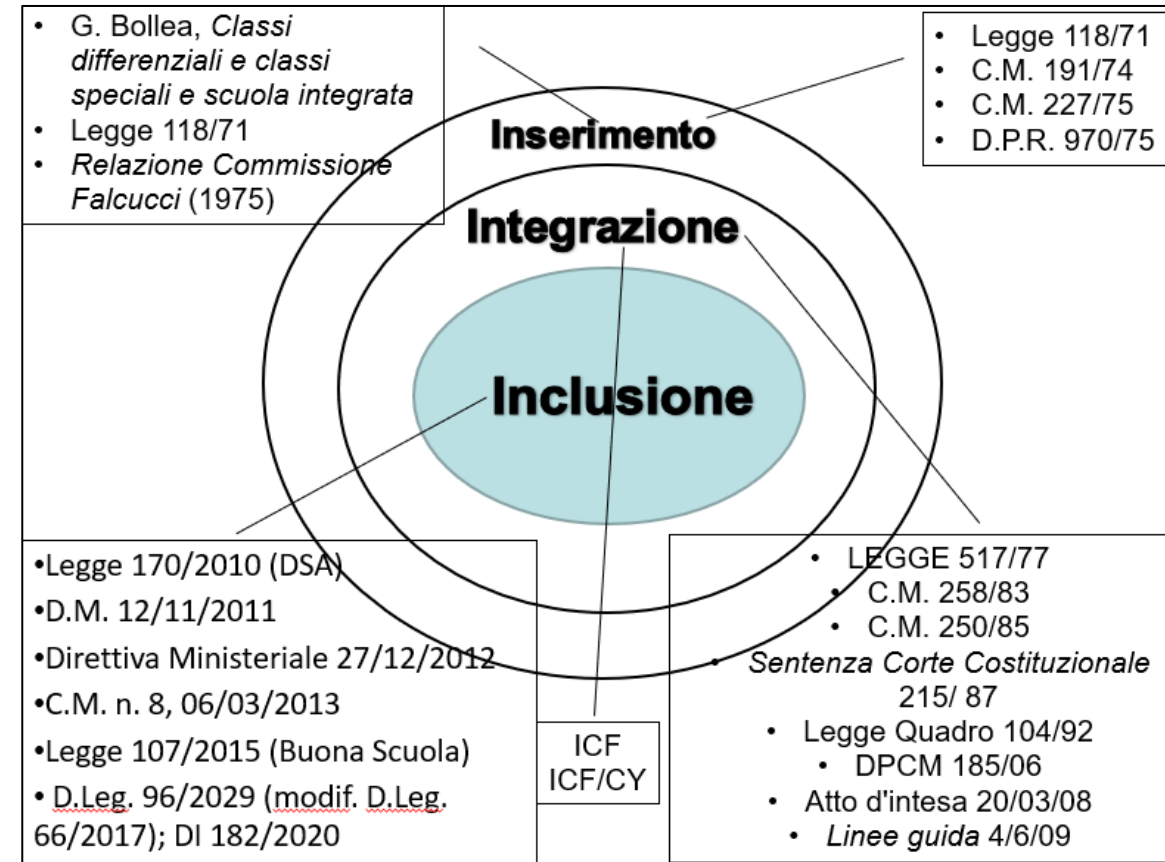 • G. Bollea, Classi
differenziali e classi
speciali e scuola integrata
• Legge 118/71
• Relazione Commissione
Falcucci (1975)
• Legge 118/71
• C.M. 191/74
• C.M. 227/75
• D.P.R. 970/75
Inserimento
Integrazione
Inclusione
•Legge 170/2010 (DSA)
•D.M. 12/11/2011
•Direttiva Ministeriale 27/12/2012
•C.M. n. 8, 06/03/2013
•Legge 107/2015 (Buona Scuola)
• D.Leg. 96/2029 (modif. D.Leg.
66/2017); DI 182/2020
ICF
ICF/CY
• LEGGE 517/77
• C.M. 258/83
• C.M. 250/85
• Sentenza Corte Costituzionale
215/ 87
• Legge Quadro 104/92
• DPCM 185/06
• Atto d'intesa 20/03/08
• Linee guida 4/6/09